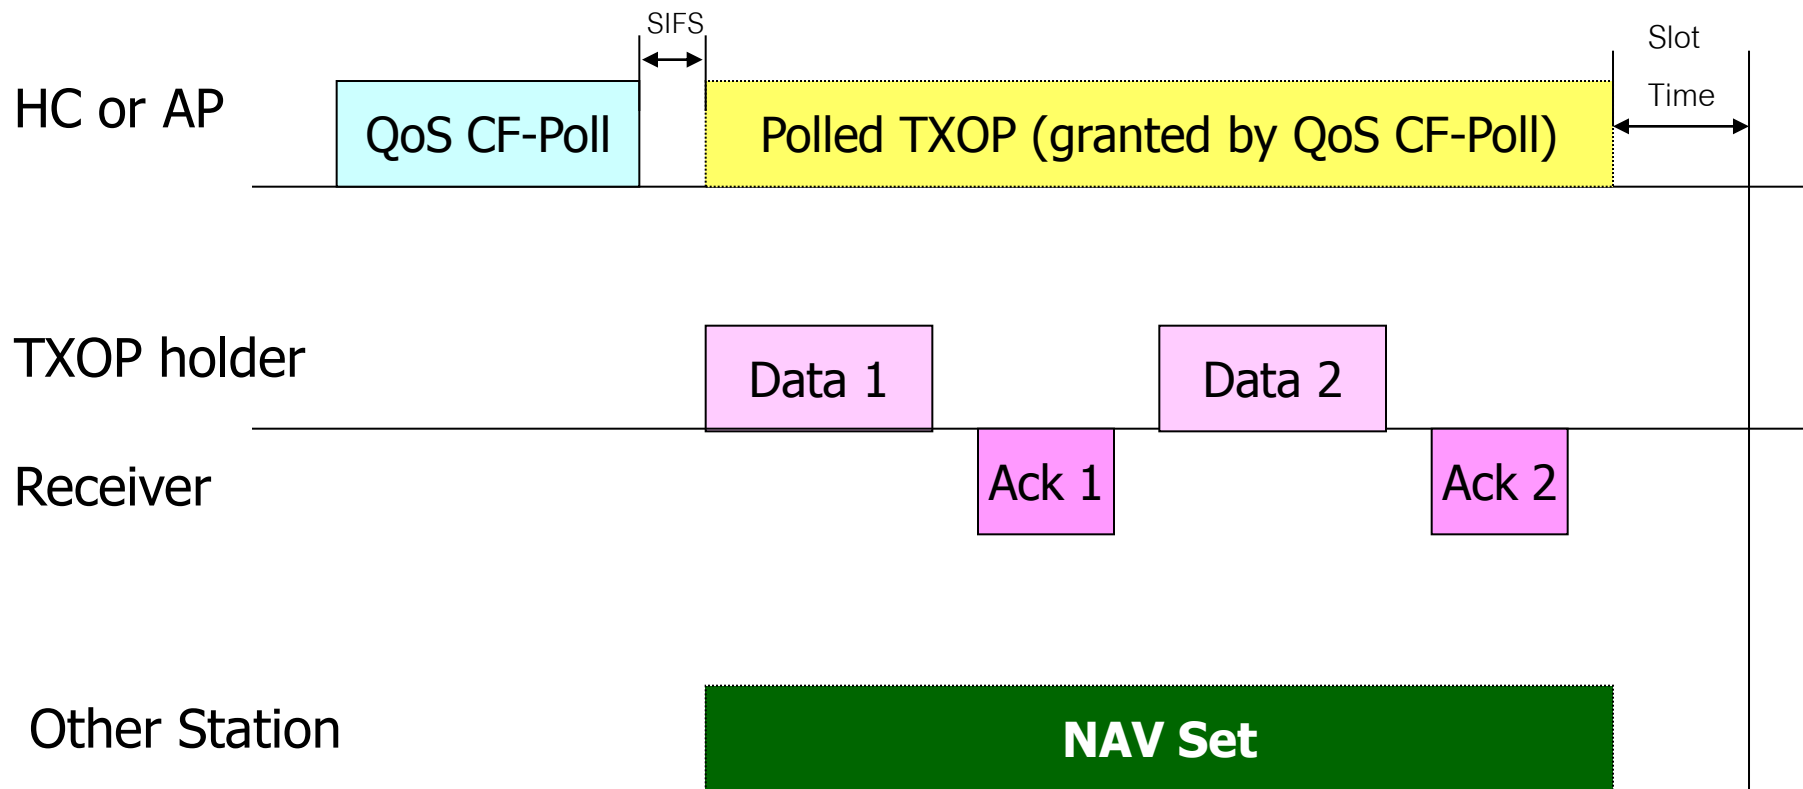 SIFS
Slot
Time
HC or AP
QoS CF-Poll
Polled TXOP (granted by QoS CF-Poll)
TXOP holder
Data 1
Data 2
Receiver
Ack 1
Ack 2
Other Station
NAV Set